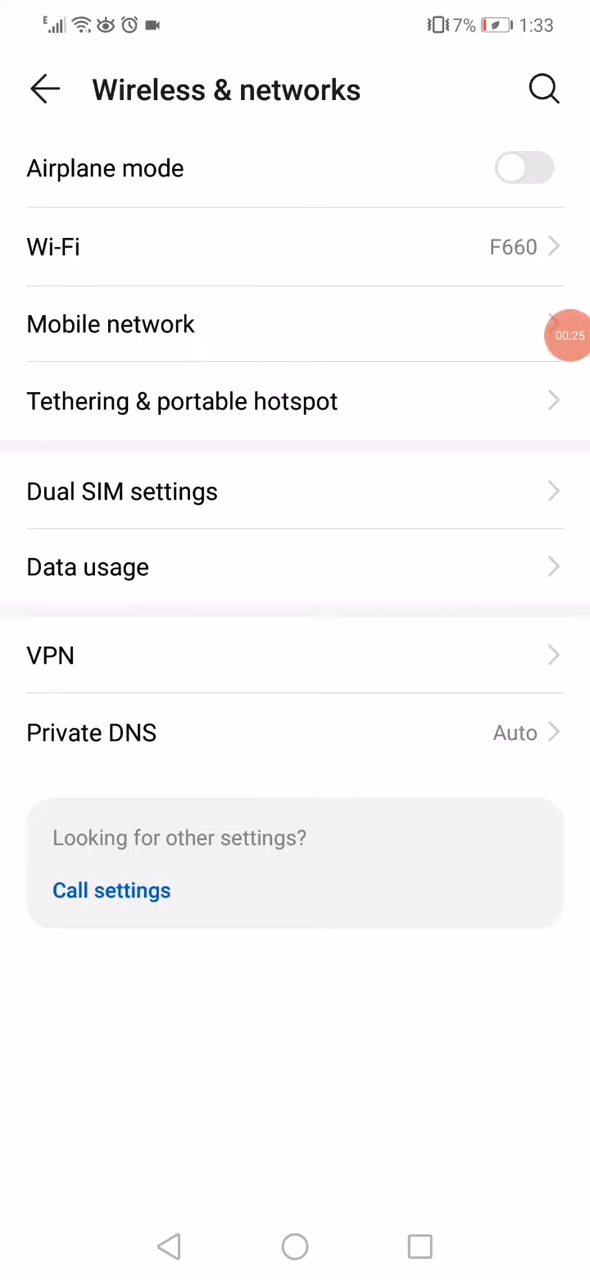 E 7% 1:33
Wireless & networks
Airplane mode
Wi-Fi F660
Mobile network
00:25
Tethering & portable hotspot
Dual SIM settings
Data usage
VPN
Private DNS Auto
Looking for other settings?
Call settings